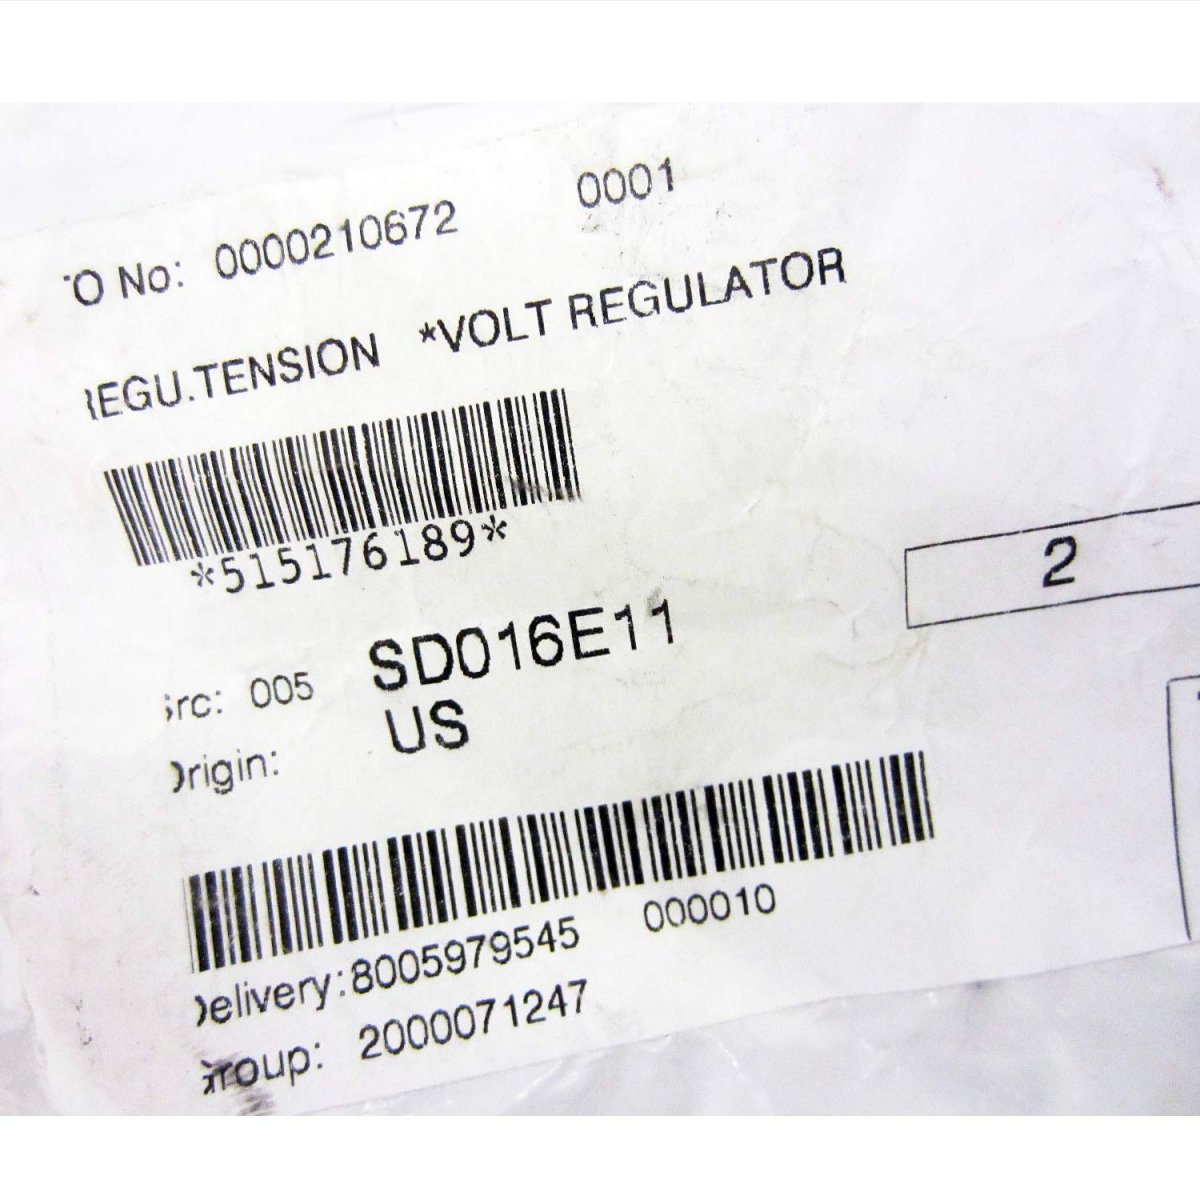 TO No: 0000210672 0001
REGU.TENSION *VOLT REGULATOR
*515176189*
2
Src: 005 SD016E11
Origin: US
Delivery:8005979545 000010
Group: 2000071247